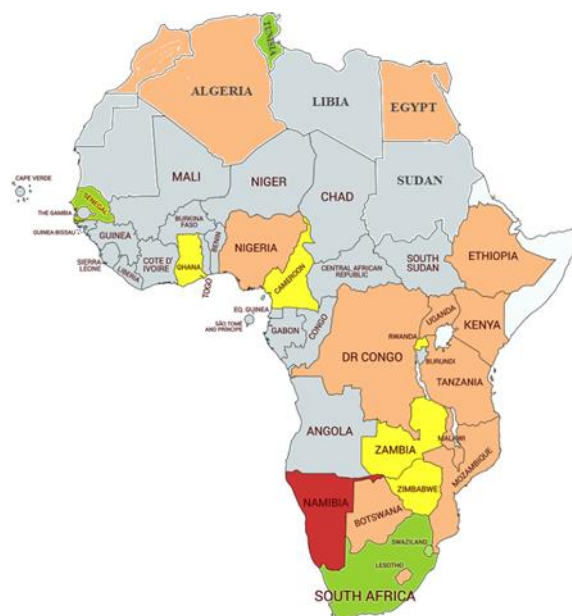 TUNISIA
ALGERIA
LIBIA
EGYPT
CAPE VERDE
MALI
NIGER
CHAD
SUDAN
SENEGAL
THE GAMBIA
GUINEA-BISSAU
GUINEA
BURKINA
FASO
BENIN
NIGERIA
ETHIOPIA
SIERRA
LEONE
LIBERIA
COTE D'
IVOIRE
GHANA
TOGO
CAMEROON
CENTRAL AFRICAN
REPUBLIC
SOUTH
SUDAN
EQ. GUINEA
SÃO TOME
AND PRINCIPE
GABON
CONGO
UGANDA
KENYA
RWANDA
BURUNDI
DR CONGO
TANZANIA
ANGOLA
ZAMBIA
MALAWI
MOZAMBIQUE
ZIMBABWE
NAMIBIA
BOTSWANA
SWAZILAND
LESOTHO
SOUTH AFRICA